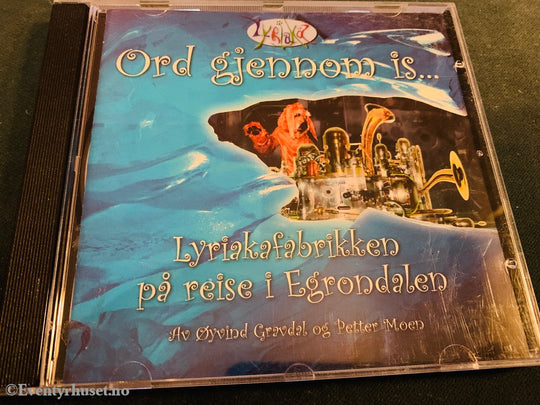 Lyriaka
Ord gjennom is...
Lyriakafabrikken
på reise i Egrondalen
Av Øyvind Gravdal og Petter Moen
© Eventyrhuset.no